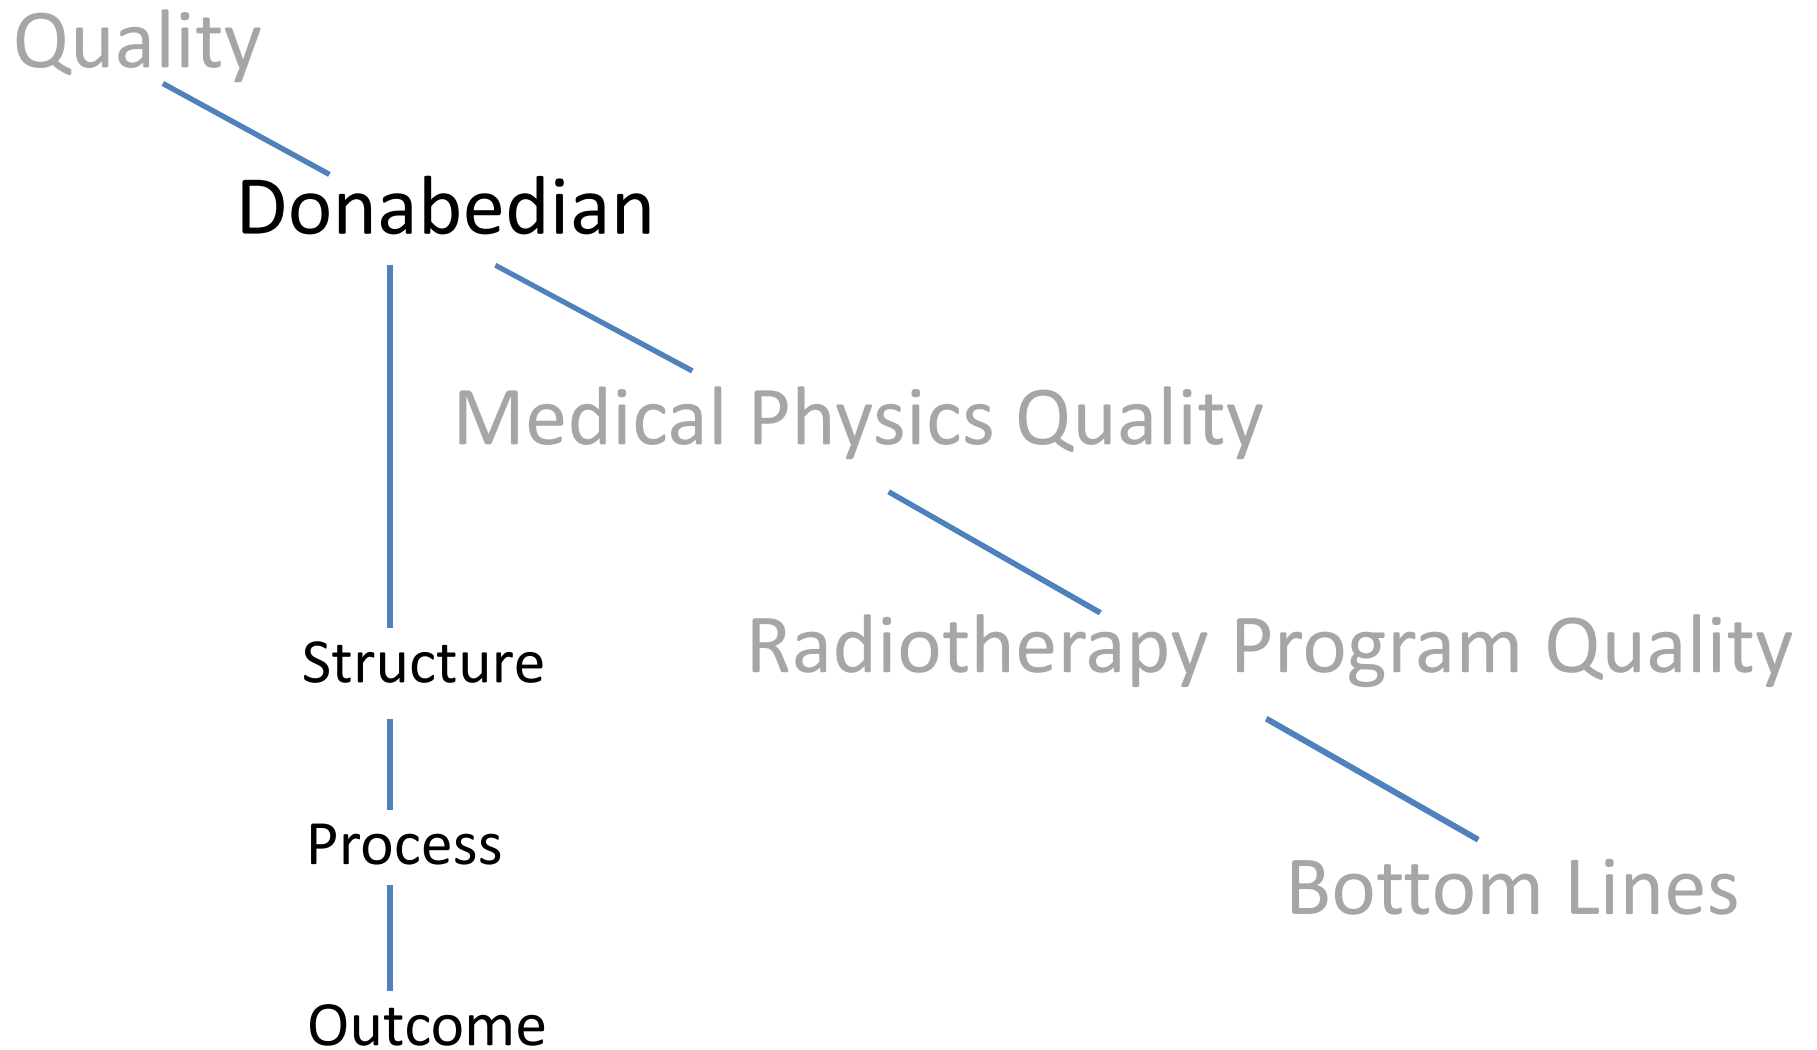 Quality
Donabedian
Medical Physics Quality
Radiotherapy Program Quality
Structure
Process
Bottom Lines
Outcome